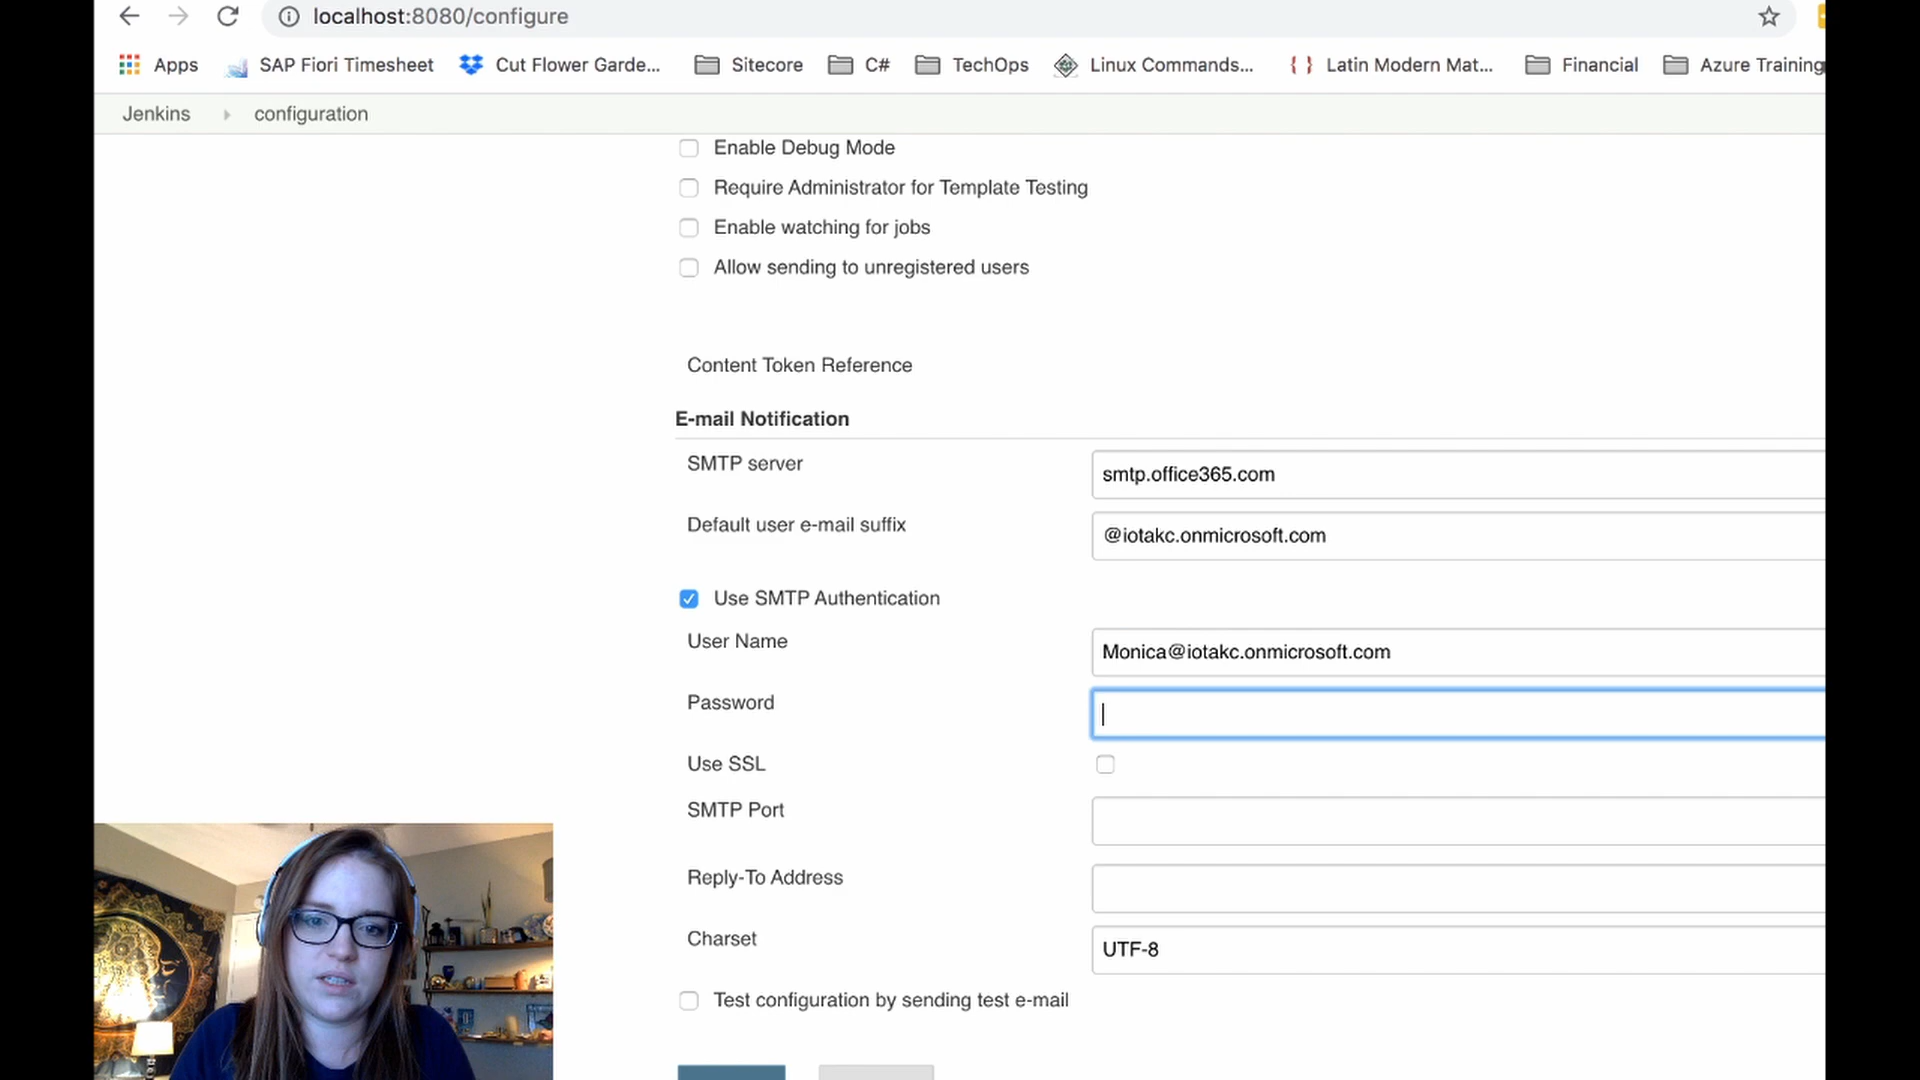 localhost:8080/configure
Apps SAP Fiori Timesheet Cut Flower Garde... Sitecore C# TechOps Linux Commands... Latin Modern Mat... Financial Azure Training
Jenkins configuration
Enable Debug Mode
Require Administrator for Template Testing
Enable watching for jobs
Allow sending to unregistered users
Content Token Reference
E-mail Notification
SMTP server smtp.office365.com
Default user e-mail suffix @iotakc.onmicrosoft.com
Use SMTP Authentication
User Name Monica@iotakc.onmicrosoft.com
Password
Use SSL
SMTP Port
Reply-To Address
Charset UTF-8
Test configuration by sending test e-mail